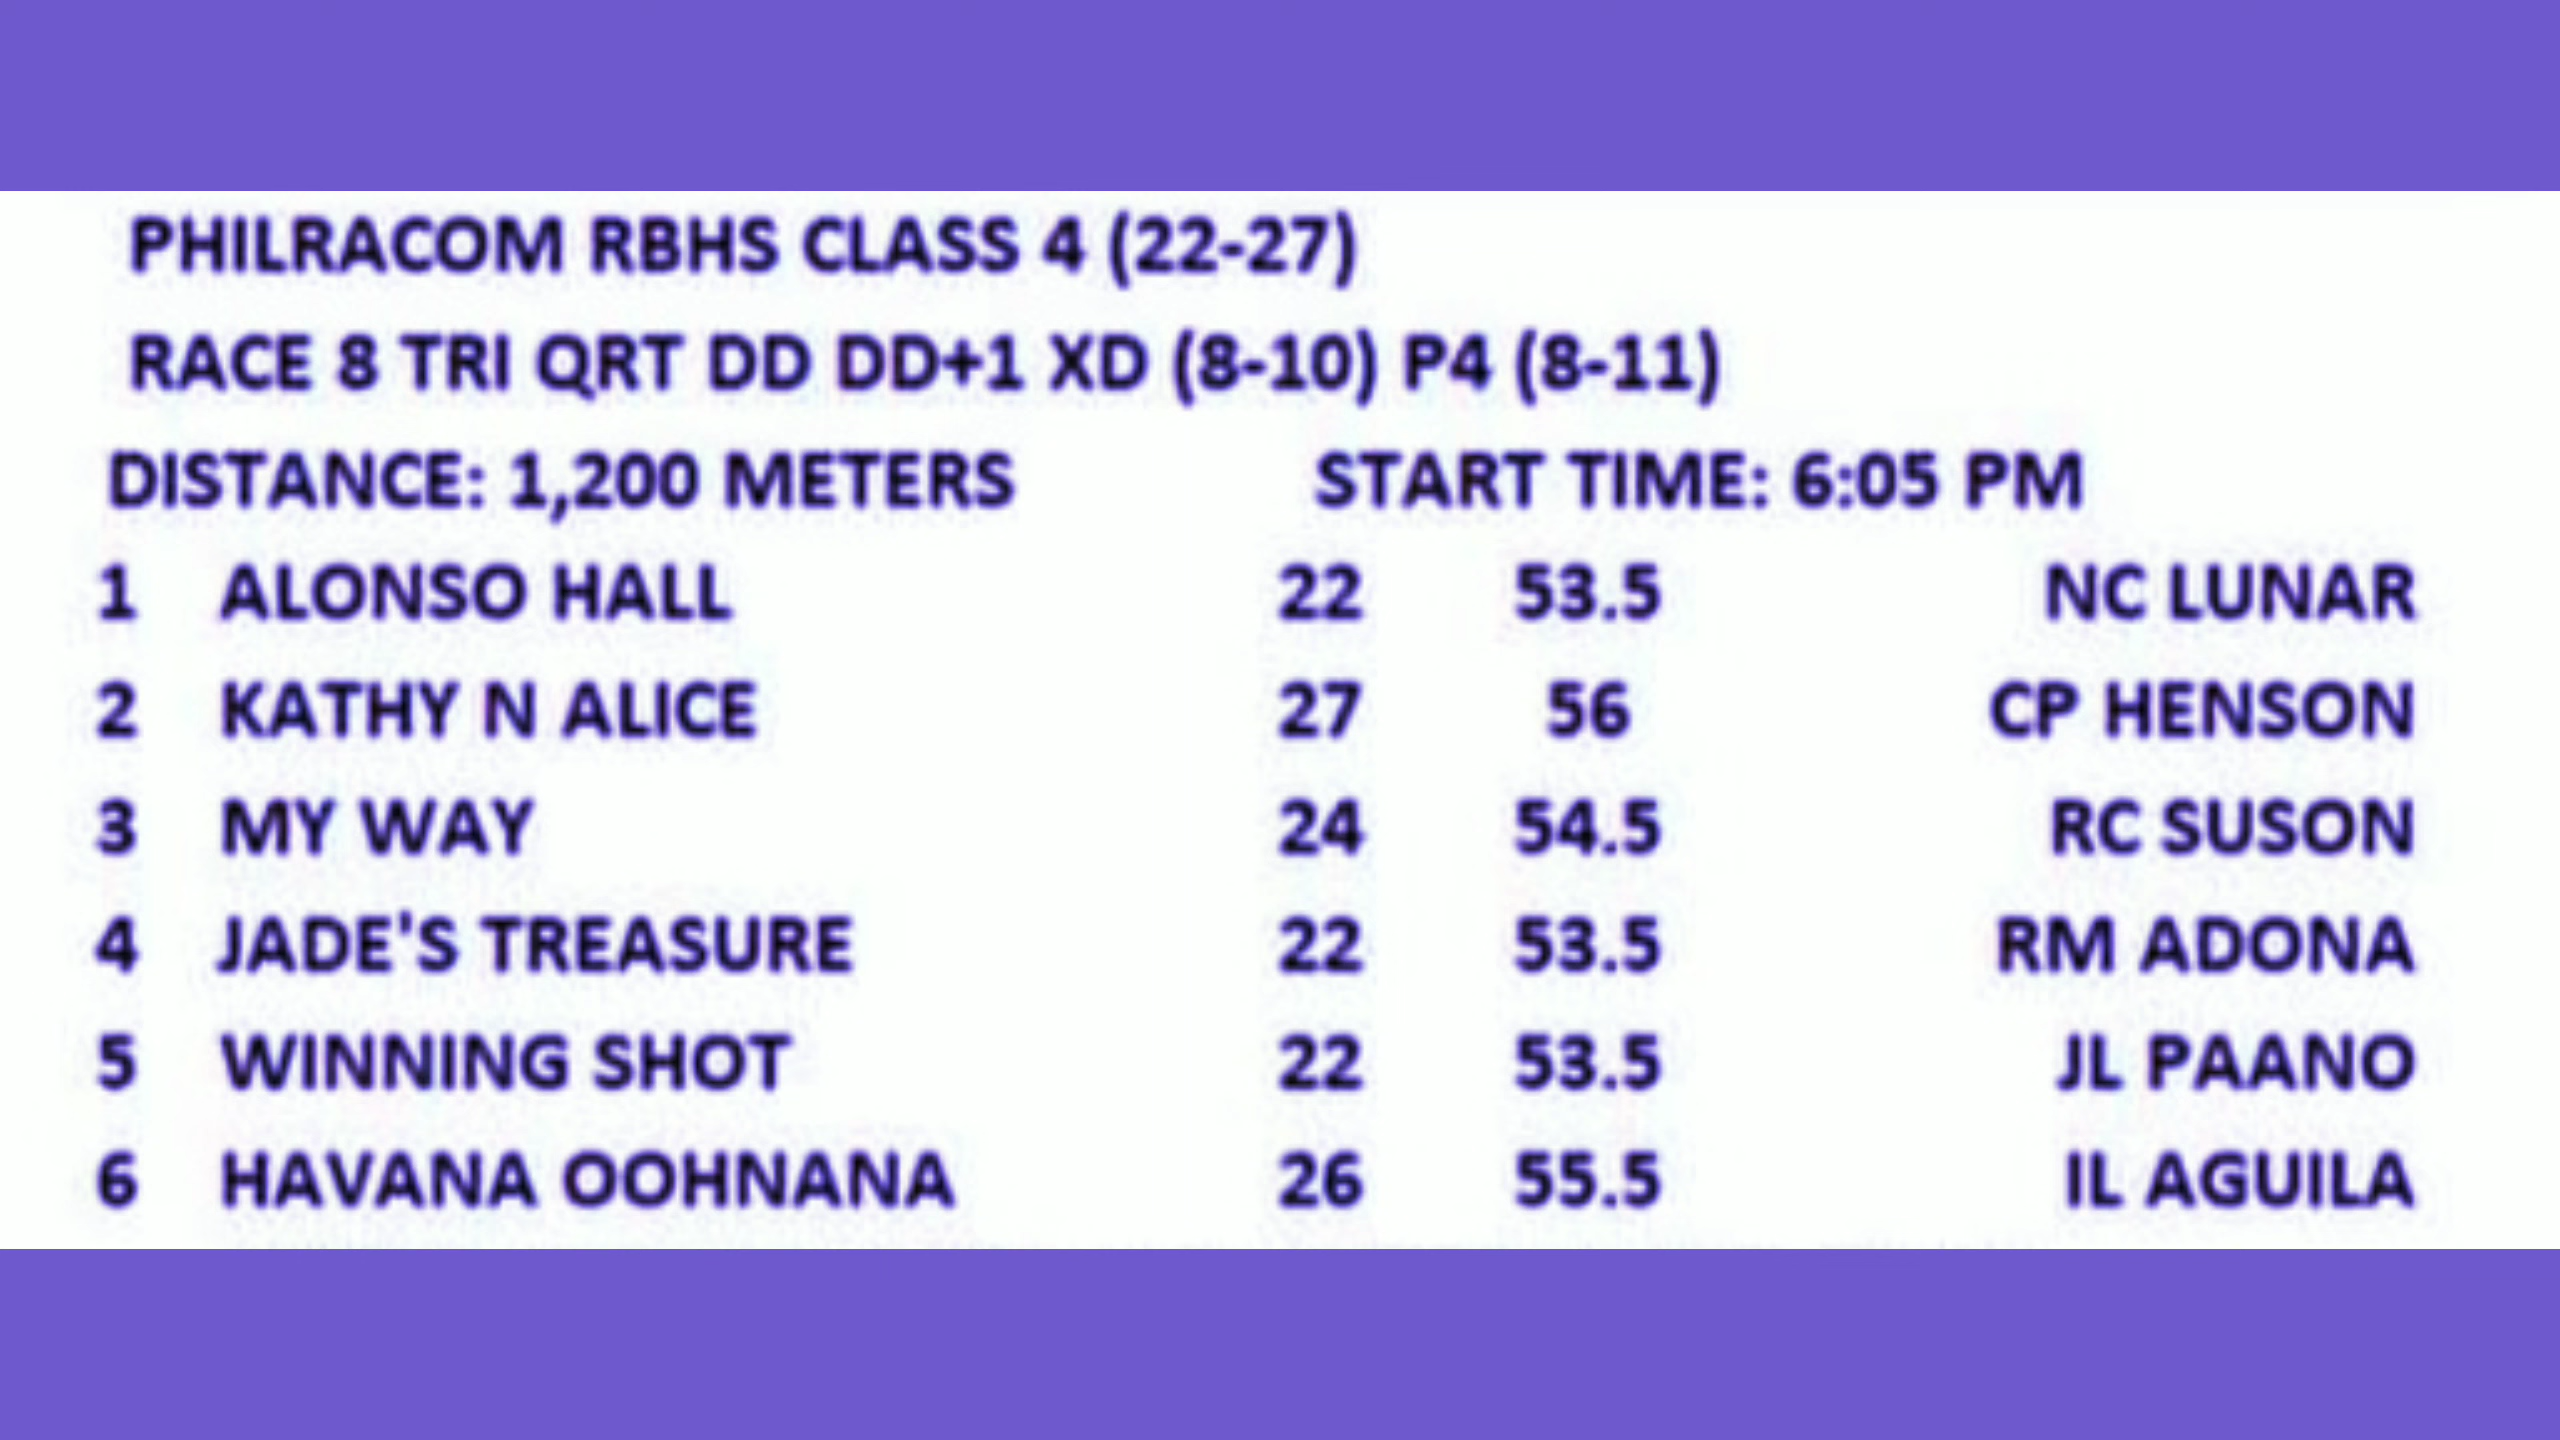 PHILRACOM RBHS CLASS 4 (22-27)
RACE 8 TRI QRT DD DD+1 XD (8-10) P4 (8-11)
DISTANCE: 1,200 METERS START TIME: 6:05 PM
1 ALONSO HALL 22 53.5 NC LUNAR
2 KATHY N ALICE 27 56 CP HENSON
3 MY WAY 24 54.5 RC SUSON
4 JADE'S TREASURE 22 53.5 RM ADONA
5 WINNING SHOT 22 53.5 JL PAANO
6 HAVANA OOHNANA 26 55.5 IL AGUILA